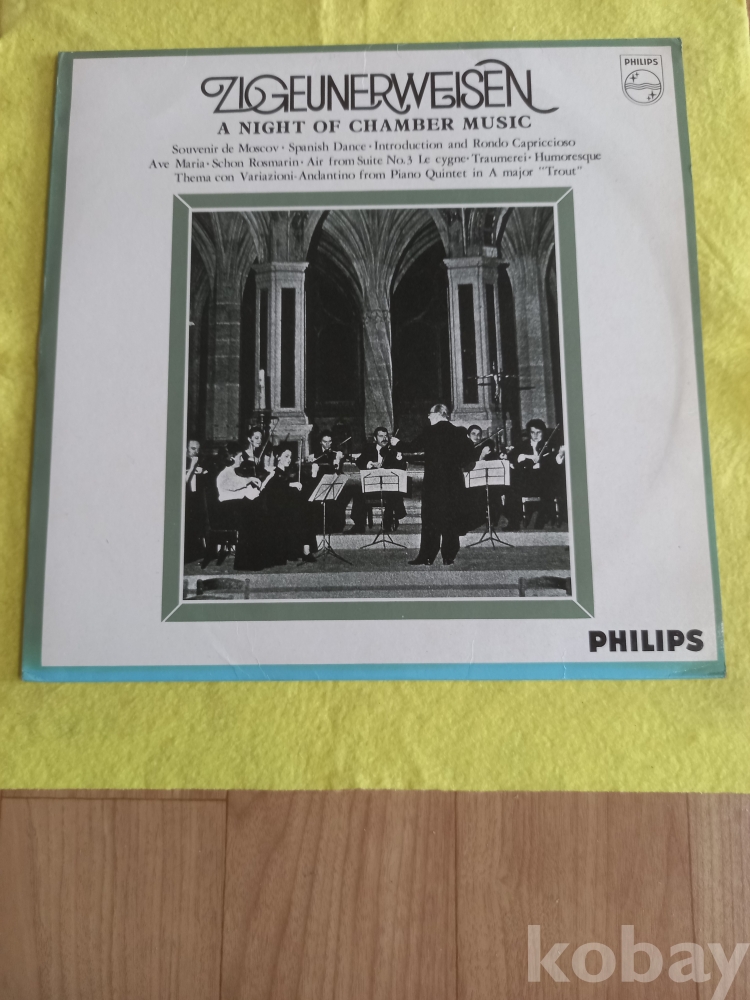 ZIGEUNERWEISEN
PHILIPS
A NIGHT OF CHAMBER MUSIC
Souvenir de Moscov · Spanish Dance · Introduction and Rondo Capriccioso
Ave Maria · Schon Rosmarin · Air from Suite No.3 Le cygne · Traumerei · Humoresque
Thema con Variazioni-Andantino from Piano Quintet in A major "Trout"
PHILIPS
kobay